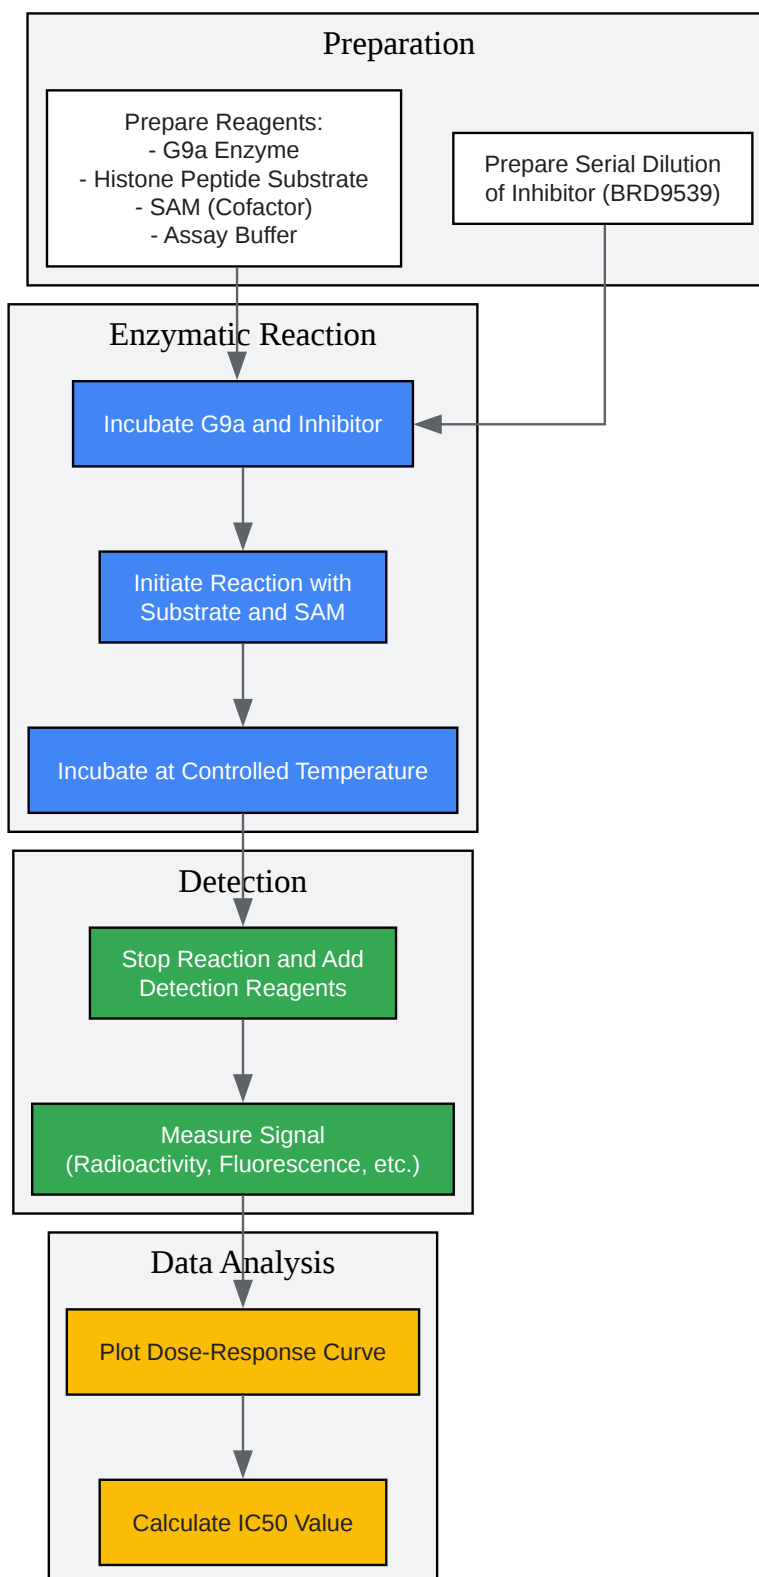 Preparation
Prepare Reagents:
- G9a Enzyme
- Histone Peptide Substrate
- SAM (Cofactor)
- Assay Buffer
Prepare Serial Dilution
of Inhibitor (BRD9539)
Enzymatic Reaction
Incubate G9a and Inhibitor
Initiate Reaction with
Substrate and SAM
Incubate at Controlled Temperature
Detection
Stop Reaction and Add
Detection Reagents
Measure Signal
(Radioactivity, Fluorescence, etc.)
Data Analysis
Plot Dose-Response Curve
Calculate IC50 Value